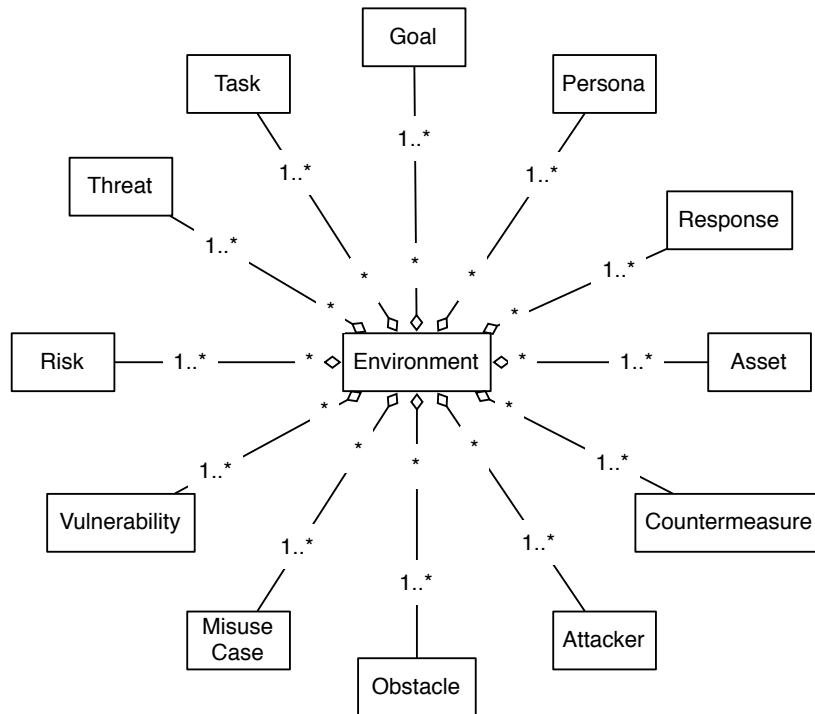 Goal
Task
Persona
1..*
1..*
1..*
Threat
Response
1..*
1..*
*
*
*
*
*
Risk
1..*
*
Environment
*
1..*
Asset
*
*
*
*
*
1..*
1..*
Vulnerability
Countermeasure
1..*
1..*
1..*
Misuse
Case
Attacker
Obstacle